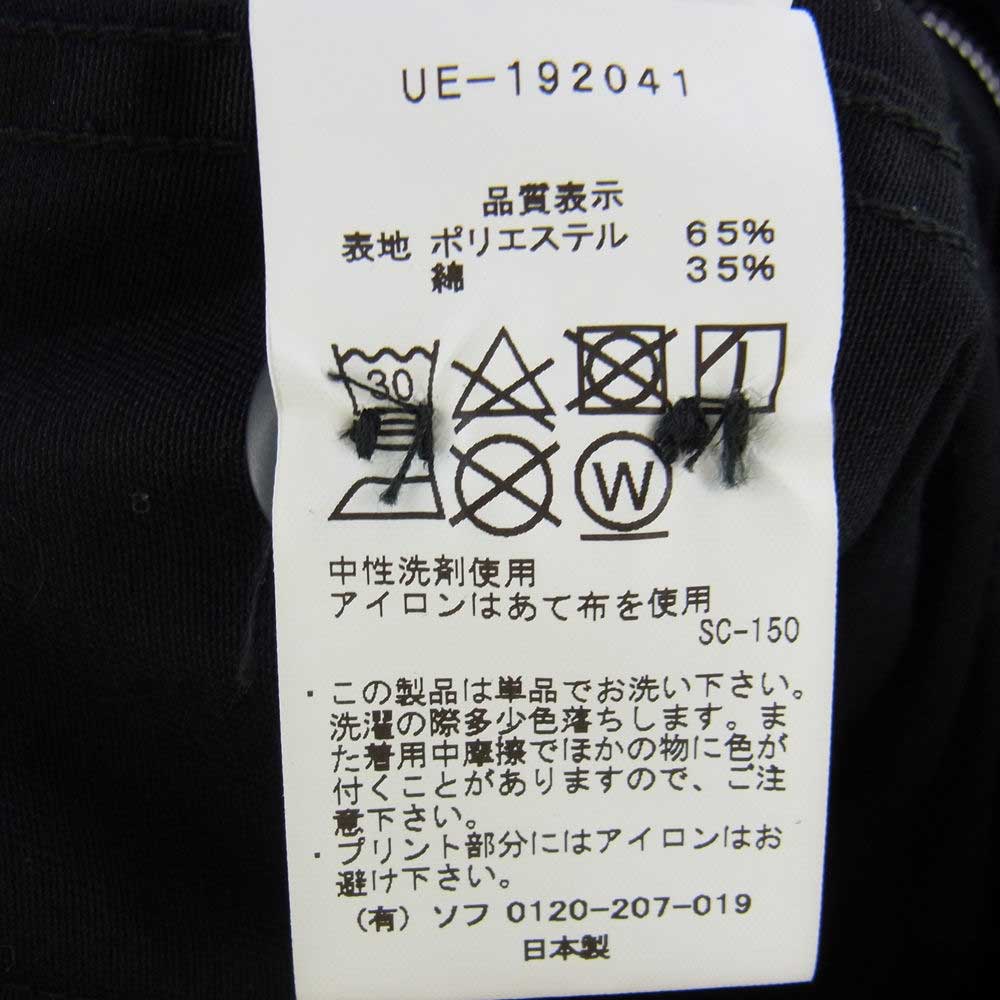 UE-192041
品質表示
表地 ポリエステル 65%
綿 35%
30
W
中性洗剤使用
アイロンはあて布を使用
SC-150
・この製品は単品でお洗い下さい。
洗濯の際多少色落ちします。ま
た着用中摩擦でほかの物に色が
付くことがありますので、ご注
意下さい。
・プリント部分にはアイロンはお
避け下さい。
(有) ソフ 0120-207-019
日本製